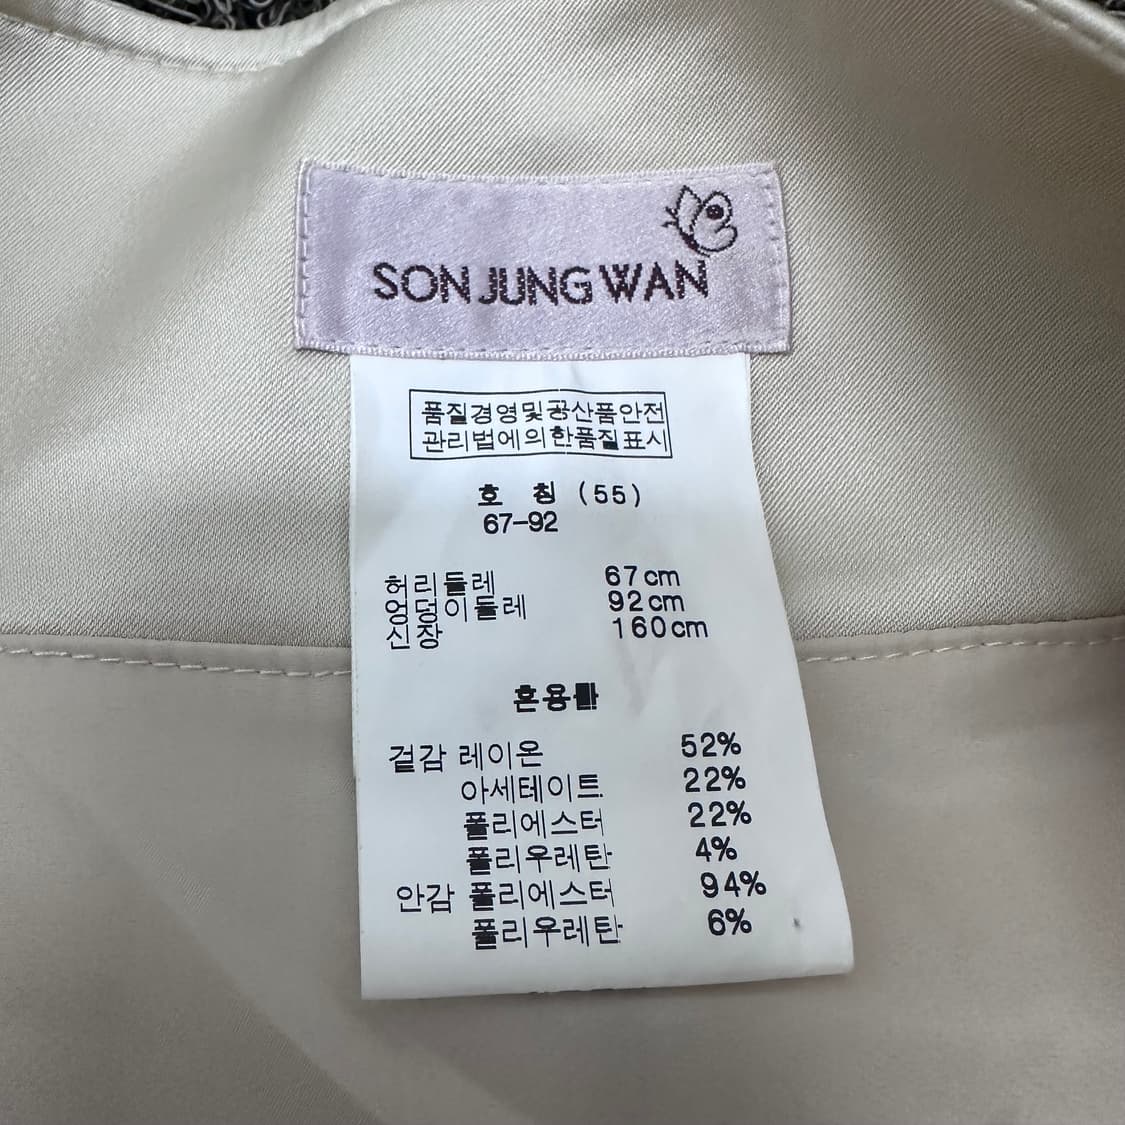 SON JUNG WAN
품질경영및공산품안전
관리법에의한품질표시
호 칭 (55)
67-92
허리둘레 67cm
엉덩이둘레 92cm
신장 160cm
혼용률
겉감 레이온 52%
아세테이트 22%
폴리에스터 22%
폴리우레탄 4%
안감 폴리에스터 94%
폴리우레탄 6%